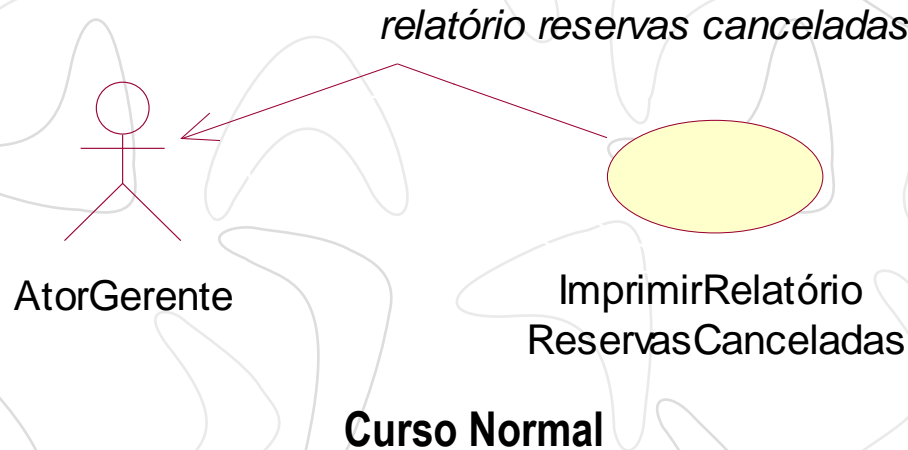 relatório reservas canceladas
AtorGerente
ImprimirRelatório
ReservasCanceladas
Curso Normal